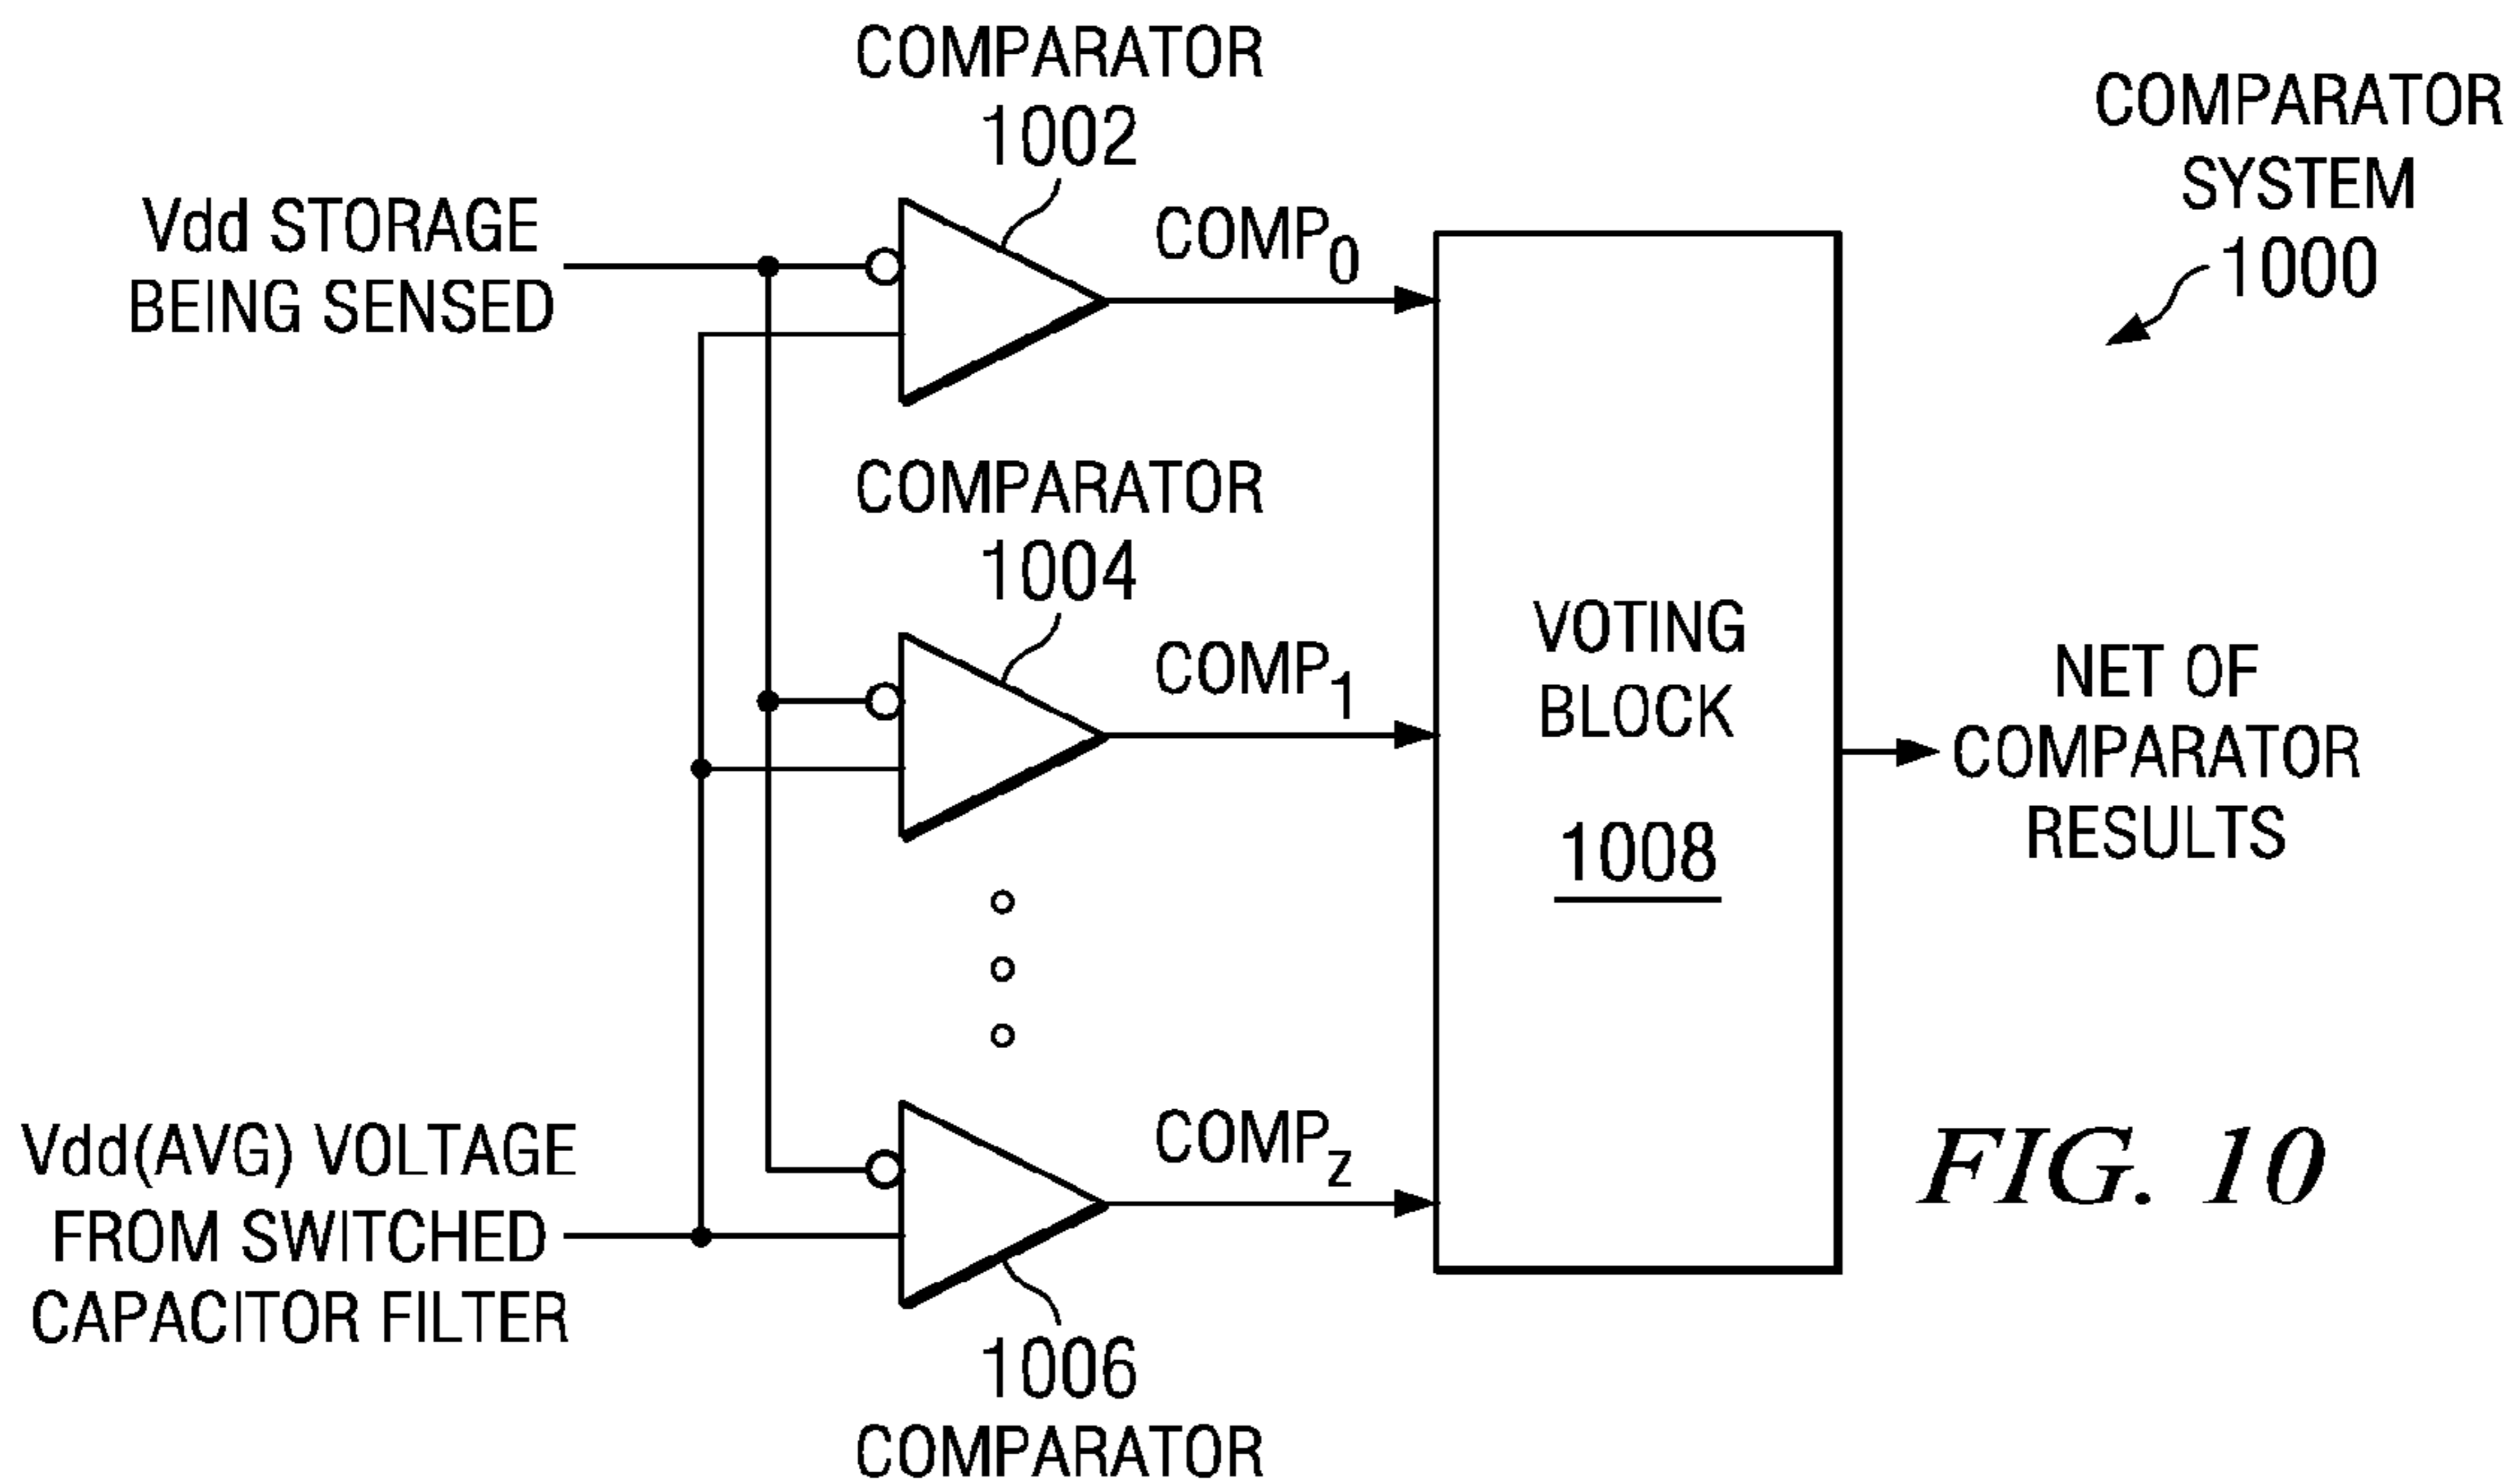 COMPARATOR
1002
COMPARATOR
SYSTEM
1000
Vdd STORAGE
BEING SENSED
COMP0
COMPARATOR
1004
COMP1
VOTING
BLOCK
1008
NET OF
COMPARATOR
RESULTS
Vdd(AVG) VOLTAGE
FROM SWITCHED
CAPACITOR FILTER
COMPZ
1006
COMPARATOR
FIG. 10